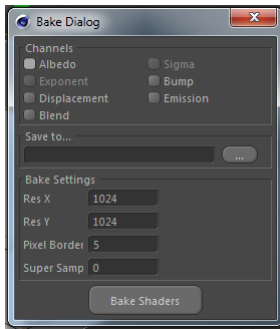 Bake Dialog
Channels
Albedo Sigma
Exponent Bump
Displacement Emission
Blend
Save to...
...
Bake Settings
Res X 1024
Res Y 1024
Pixel Border 5
Super Samp 0
Bake Shaders